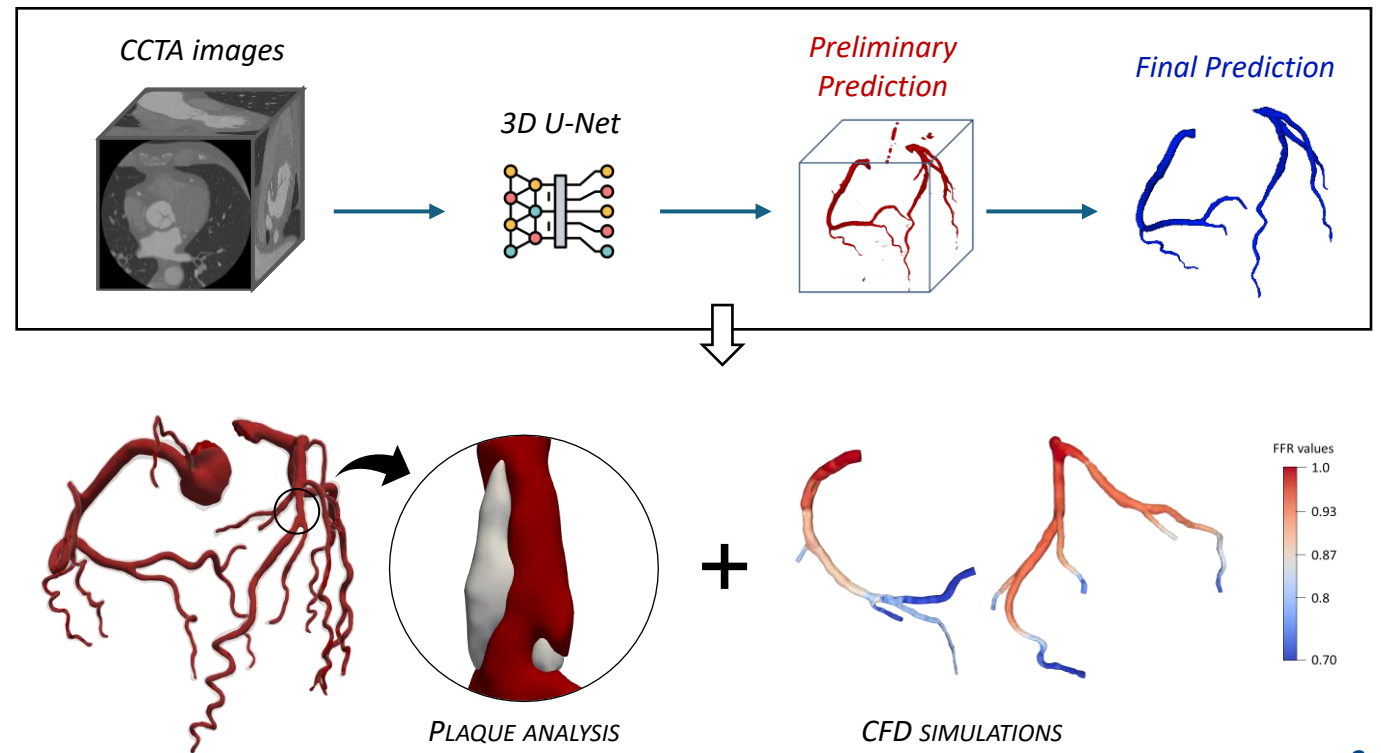 CCTA images
3D U-Net
Preliminary
Prediction
Final Prediction
FFR values
1.0
0.93
0.87
0.8
0.70
PLAQUE ANALYSIS
CFD SIMULATIONS